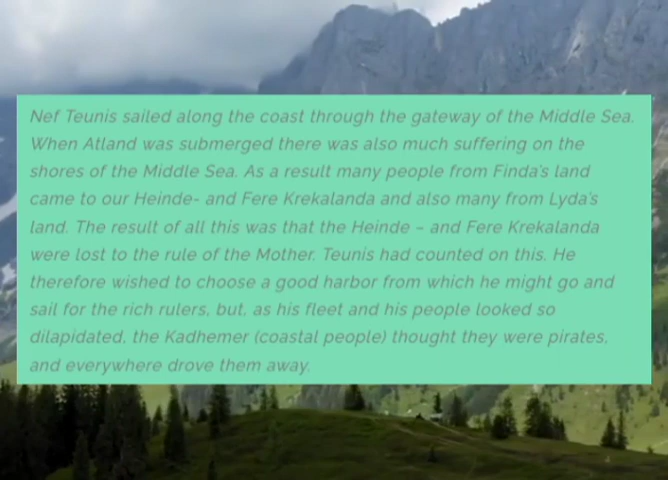 Nef Teunis sailed along the coast through the gateway of the Middle Sea.
When Atland was submerged there was also much suffering on the
shores of the Middle Sea. As a result many people from Finda's land
came to our Heinde- and Fere Krekalanda and also many from Lyda's
land. The result of all this was that the Heinde – and Fere Krekalanda
were lost to the rule of the Mother. Teunis had counted on this. He
therefore wished to choose a good harbor from which he might go and
sail for the rich rulers, but, as his fleet and his people looked so
dilapidated, the Kadhemer (coastal people) thought they were pirates,
and everywhere drove them away.